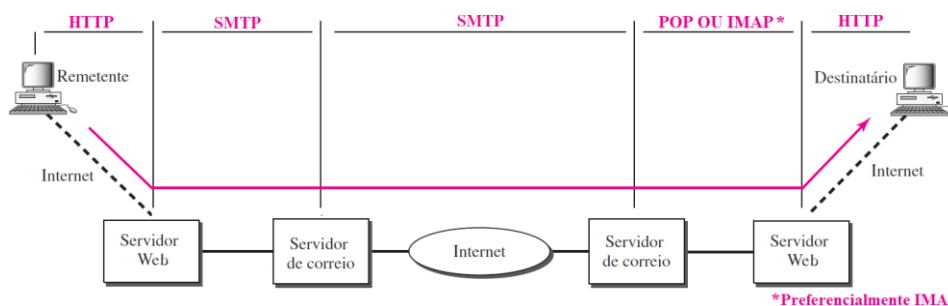 HTTP
SMTP
SMTP
POP OU IMAP *
HTTP
Remetente
Destinatário
Internet
Internet
Servidor
Web
Servidor
de correio
Internet
Servidor
de correio
Servidor
Web
*Preferencialmente IMA